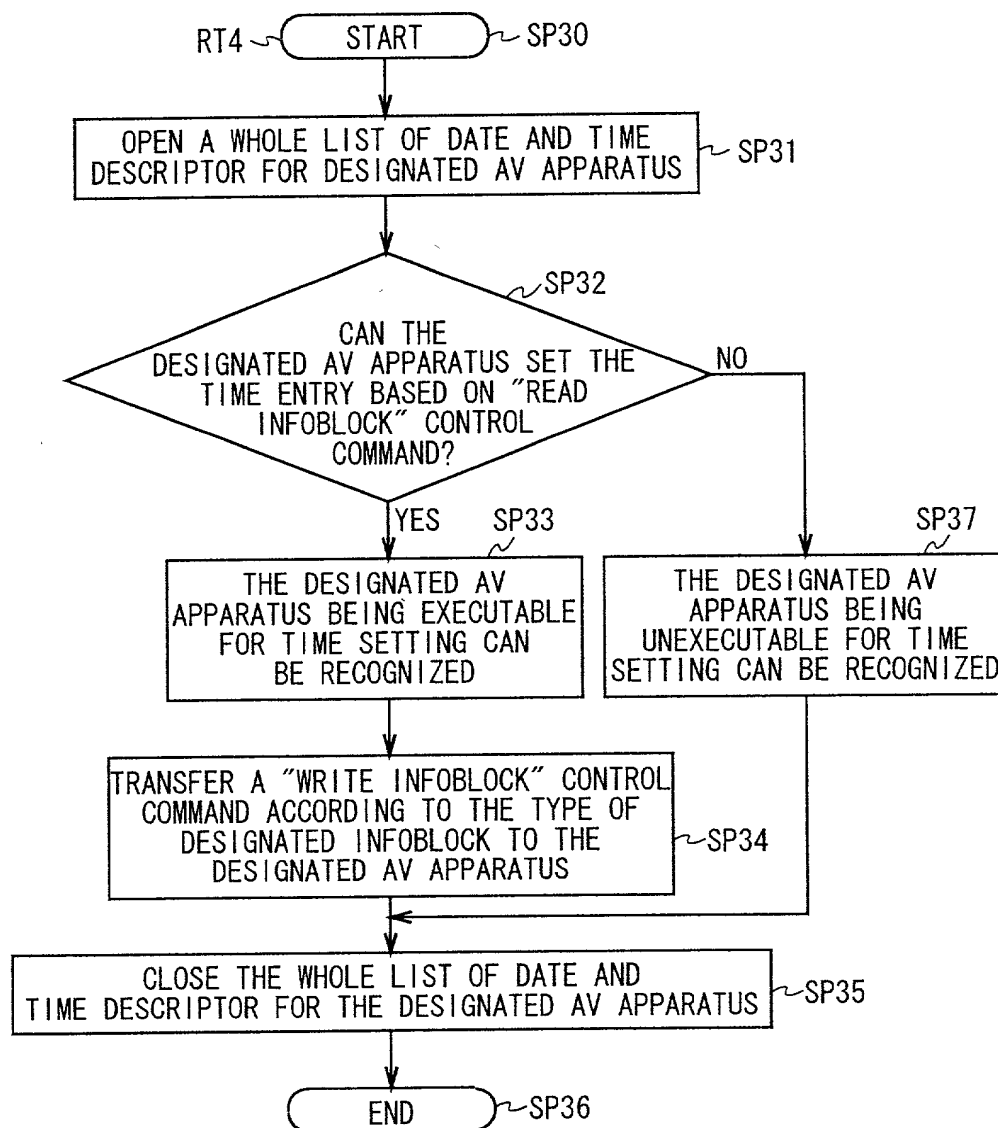 RT4
START
SP30
OPEN A WHOLE LIST OF DATE AND TIME
DESCRIPTOR FOR DESIGNATED AV APPARATUS
SP31
SP32
CAN THE
DESIGNATED AV APPARATUS SET THE
TIME ENTRY BASED ON "READ
INFOBLOCK" CONTROL
COMMAND?
NO
YES
SP33
THE DESIGNATED AV
APPARATUS BEING EXECUTABLE
FOR TIME SETTING CAN
BE RECOGNIZED
SP37
THE DESIGNATED AV
APPARATUS BEING
UNEXECUTABLE FOR TIME
SETTING CAN BE RECOGNIZED
TRANSFER A "WRITE INFOBLOCK" CONTROL
COMMAND ACCORDING TO THE TYPE OF
DESIGNATED INFOBLOCK TO THE
DESIGNATED AV APPARATUS
SP34
CLOSE THE WHOLE LIST OF DATE AND
TIME DESCRIPTOR FOR THE DESIGNATED AV APPARATUS
SP35
END
SP36